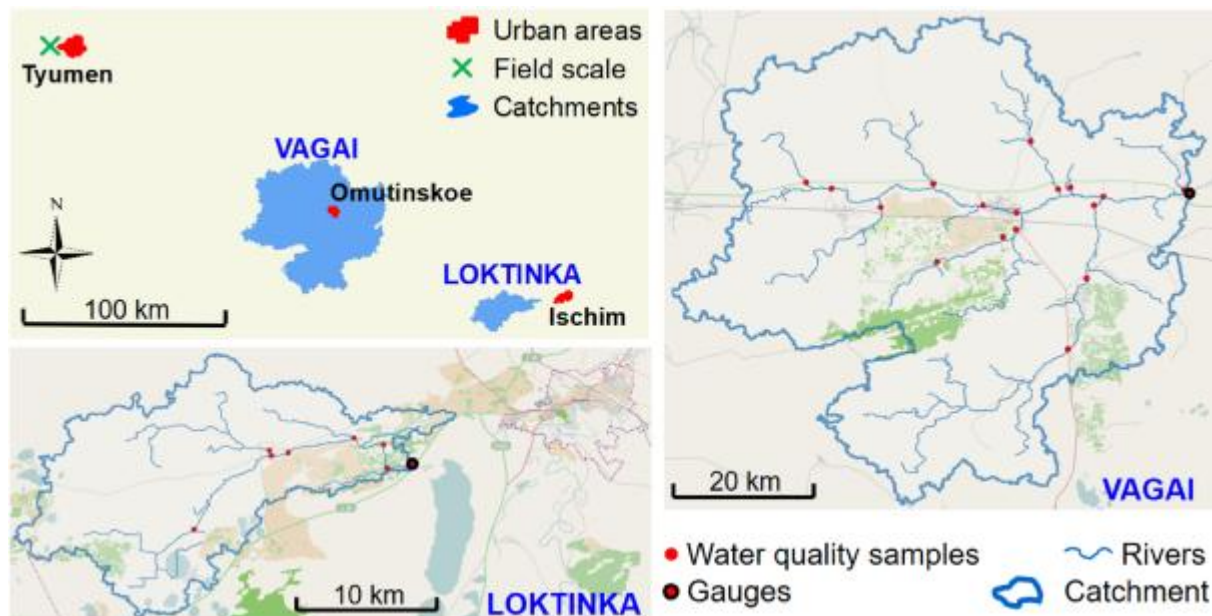 Urban areas
Field scale
Catchments
Tyumen
VAGAI
Omutinskoe
N
LOKTINKA
Ischim
100 km
10 km
LOKTINKA
20 km
VAGAI
Water quality samples
Rivers
Gauges
Catchment